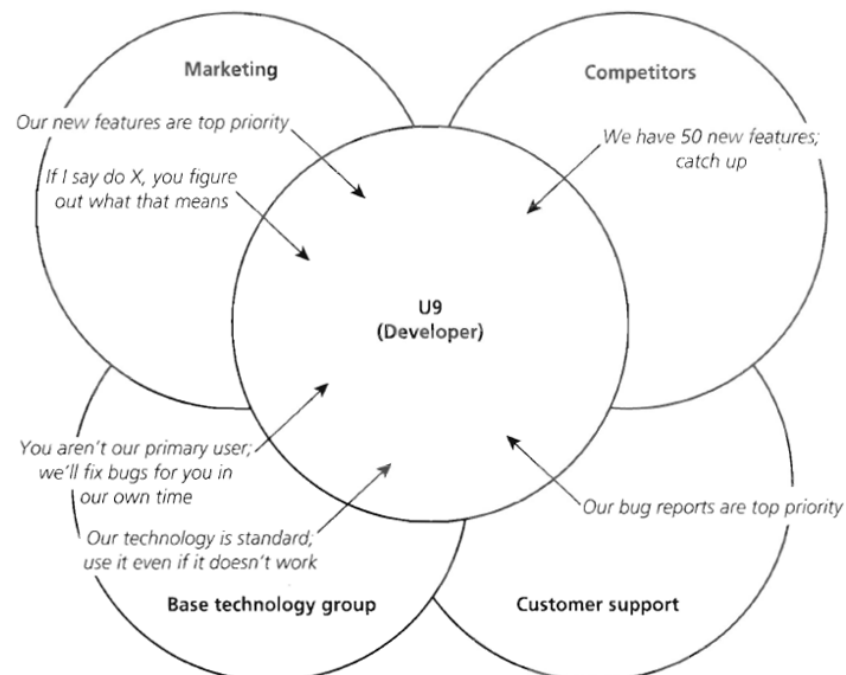 Marketing
Competitors
Our new features are top priority
We have 50 new features;
catch up
If I say do X, you figure
out what that means
U9
(Developer)
You aren't our primary user;
we'll fix bugs for you in
our own time
Our bug reports are top priority
Our technology is standard;
use it even if it doesn't work
Base technology group
Customer support